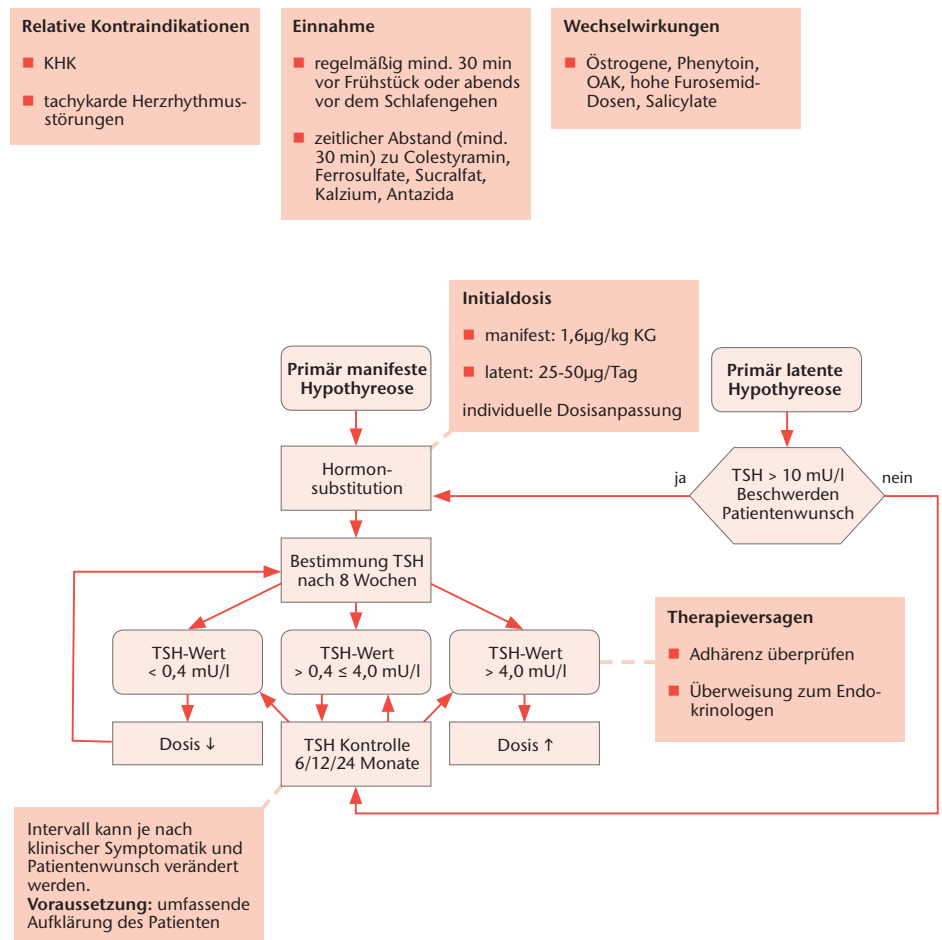 Relative Kontraindikationen
■ KHK
■ tachykarde Herzrhythmus-
störungen
Einnahme
■ regelmäßig mind. 30 min
vor Frühstück oder abends
vor dem Schlafengehen
■ zeitlicher Abstand (mind.
30 min) zu Colestyramin,
Ferrosulfate, Sucralfat,
Kalzium, Antazida
Wechselwirkungen
■ Östrogene, Phenytoin,
OAK, hohe Furosemid-
Dosen, Salicylate
Initialdosis
■ manifest: 1,6µg/kg KG
■ latent: 25-50µg/Tag
individuelle Dosisanpassung
Primär manifeste
Hypothyreose
Primär latente
Hypothyreose
Hormon-
substitution
ja
TSH > 10 mU/l
Beschwerden
Patientenwunsch
nein
Bestimmung TSH
nach 8 Wochen
TSH-Wert
< 0,4 mU/l
TSH-Wert
> 0,4 ≤ 4,0 mU/l
TSH-Wert
> 4,0 mU/l
Therapieversagen
■ Adhärenz überprüfen
■ Überweisung zum Endo-
krinologen
Dosis ↓
TSH Kontrolle
6/12/24 Monate
Dosis ↑
Intervall kann je nach
klinischer Symptomatik und
Patientenwunsch verändert
werden.
Voraussetzung: umfassende
Aufklärung des Patienten